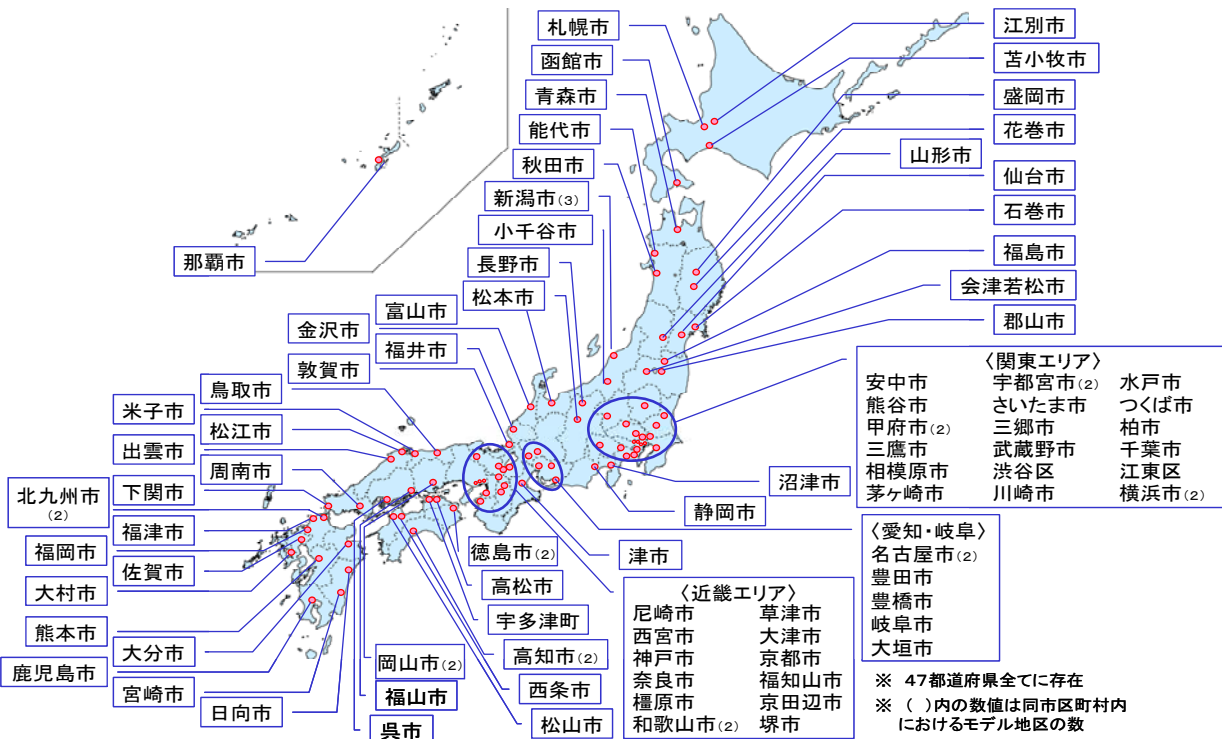 札幌市
函館市
青森市
能代市
秋田市
新潟市(3)
小千谷市
長野市
松本市
富山市
金沢市
福井市
敦賀市
鳥取市
米子市
松江市
出雲市
周南市
下関市
北九州市
(2)
福津市
福岡市
佐賀市
大村市
熊本市
大分市
鹿児島市
宮崎市
日向市
那覇市
江別市
苫小牧市
盛岡市
花巻市
山形市
仙台市
石巻市
福島市
会津若松市
郡山市
〈関東エリア〉
安中市 宇都宮市(2) 水戸市
熊谷市 さいたま市 つくば市
甲府市(2) 三郷市 柏市
三鷹市 武蔵野市 千葉市
相模原市 渋谷区 江東区
茅ヶ崎市 川崎市 横浜市(2)
沼津市
静岡市
〈愛知・岐阜〉
名古屋市(2)
豊田市
豊橋市
岐阜市
大垣市
津市
〈近畿エリア〉
尼崎市 草津市
西宮市 大津市
神戸市 京都市
奈良市 福知山市
橿原市 京田辺市
和歌山市(2) 堺市
徳島市(2)
高松市
宇多津町
高知市(2)
西条市
松山市
岡山市(2)
福山市
呉市
※ 47都道府県全てに存在
※ ( )内の数値は同市区町村内
におけるモデル地区の数